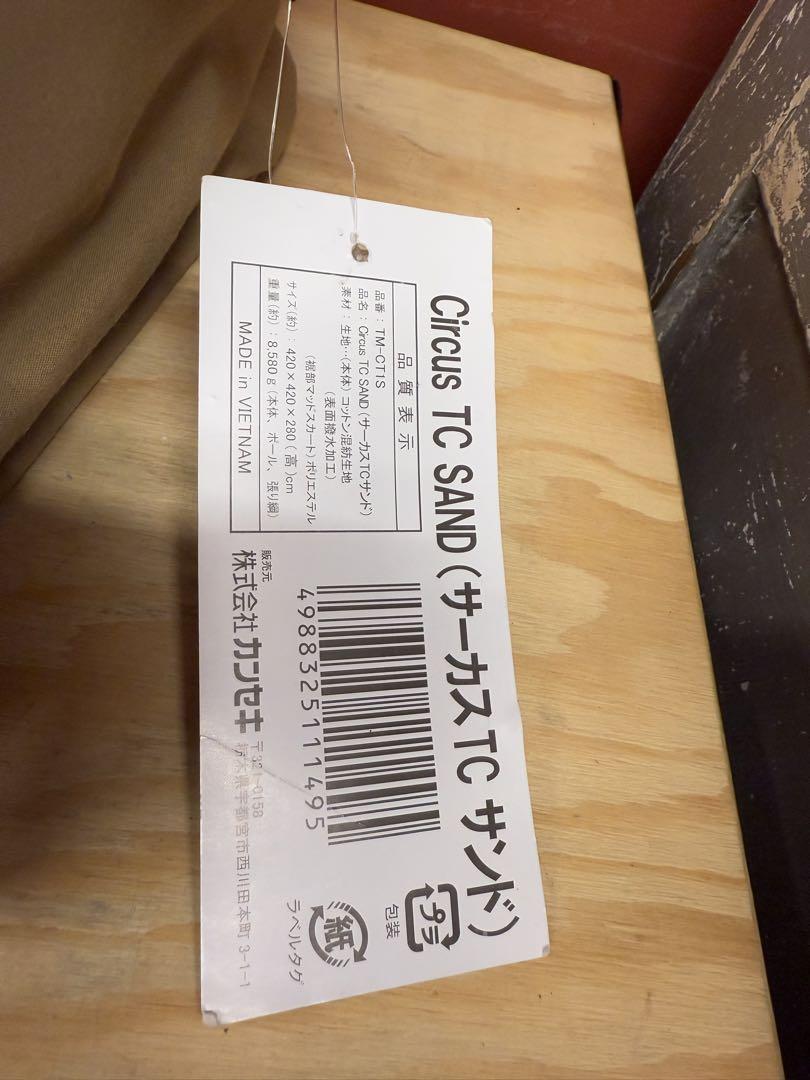 Circus TC SAND（サーカス TC サンド）
品質表示
品番：TM-CT1S
品名：Circus TC SAND（サーカスTCサンド）
素材：生地…（本体）コットン混紡生地
（表面撥水加工）
（裾部マッドスカート）ポリエステル
サイズ（約）：420×420×280（高）cm
重量（約）：8,580g（本体、ポール、張り綱）
MADE in VIETNAM
4988325111495
プラ
包装
紙
ラベルタグ
販売元
株式会社カンセキ
〒321-0158
栃木県宇都宮市西川田本町 3-1-1